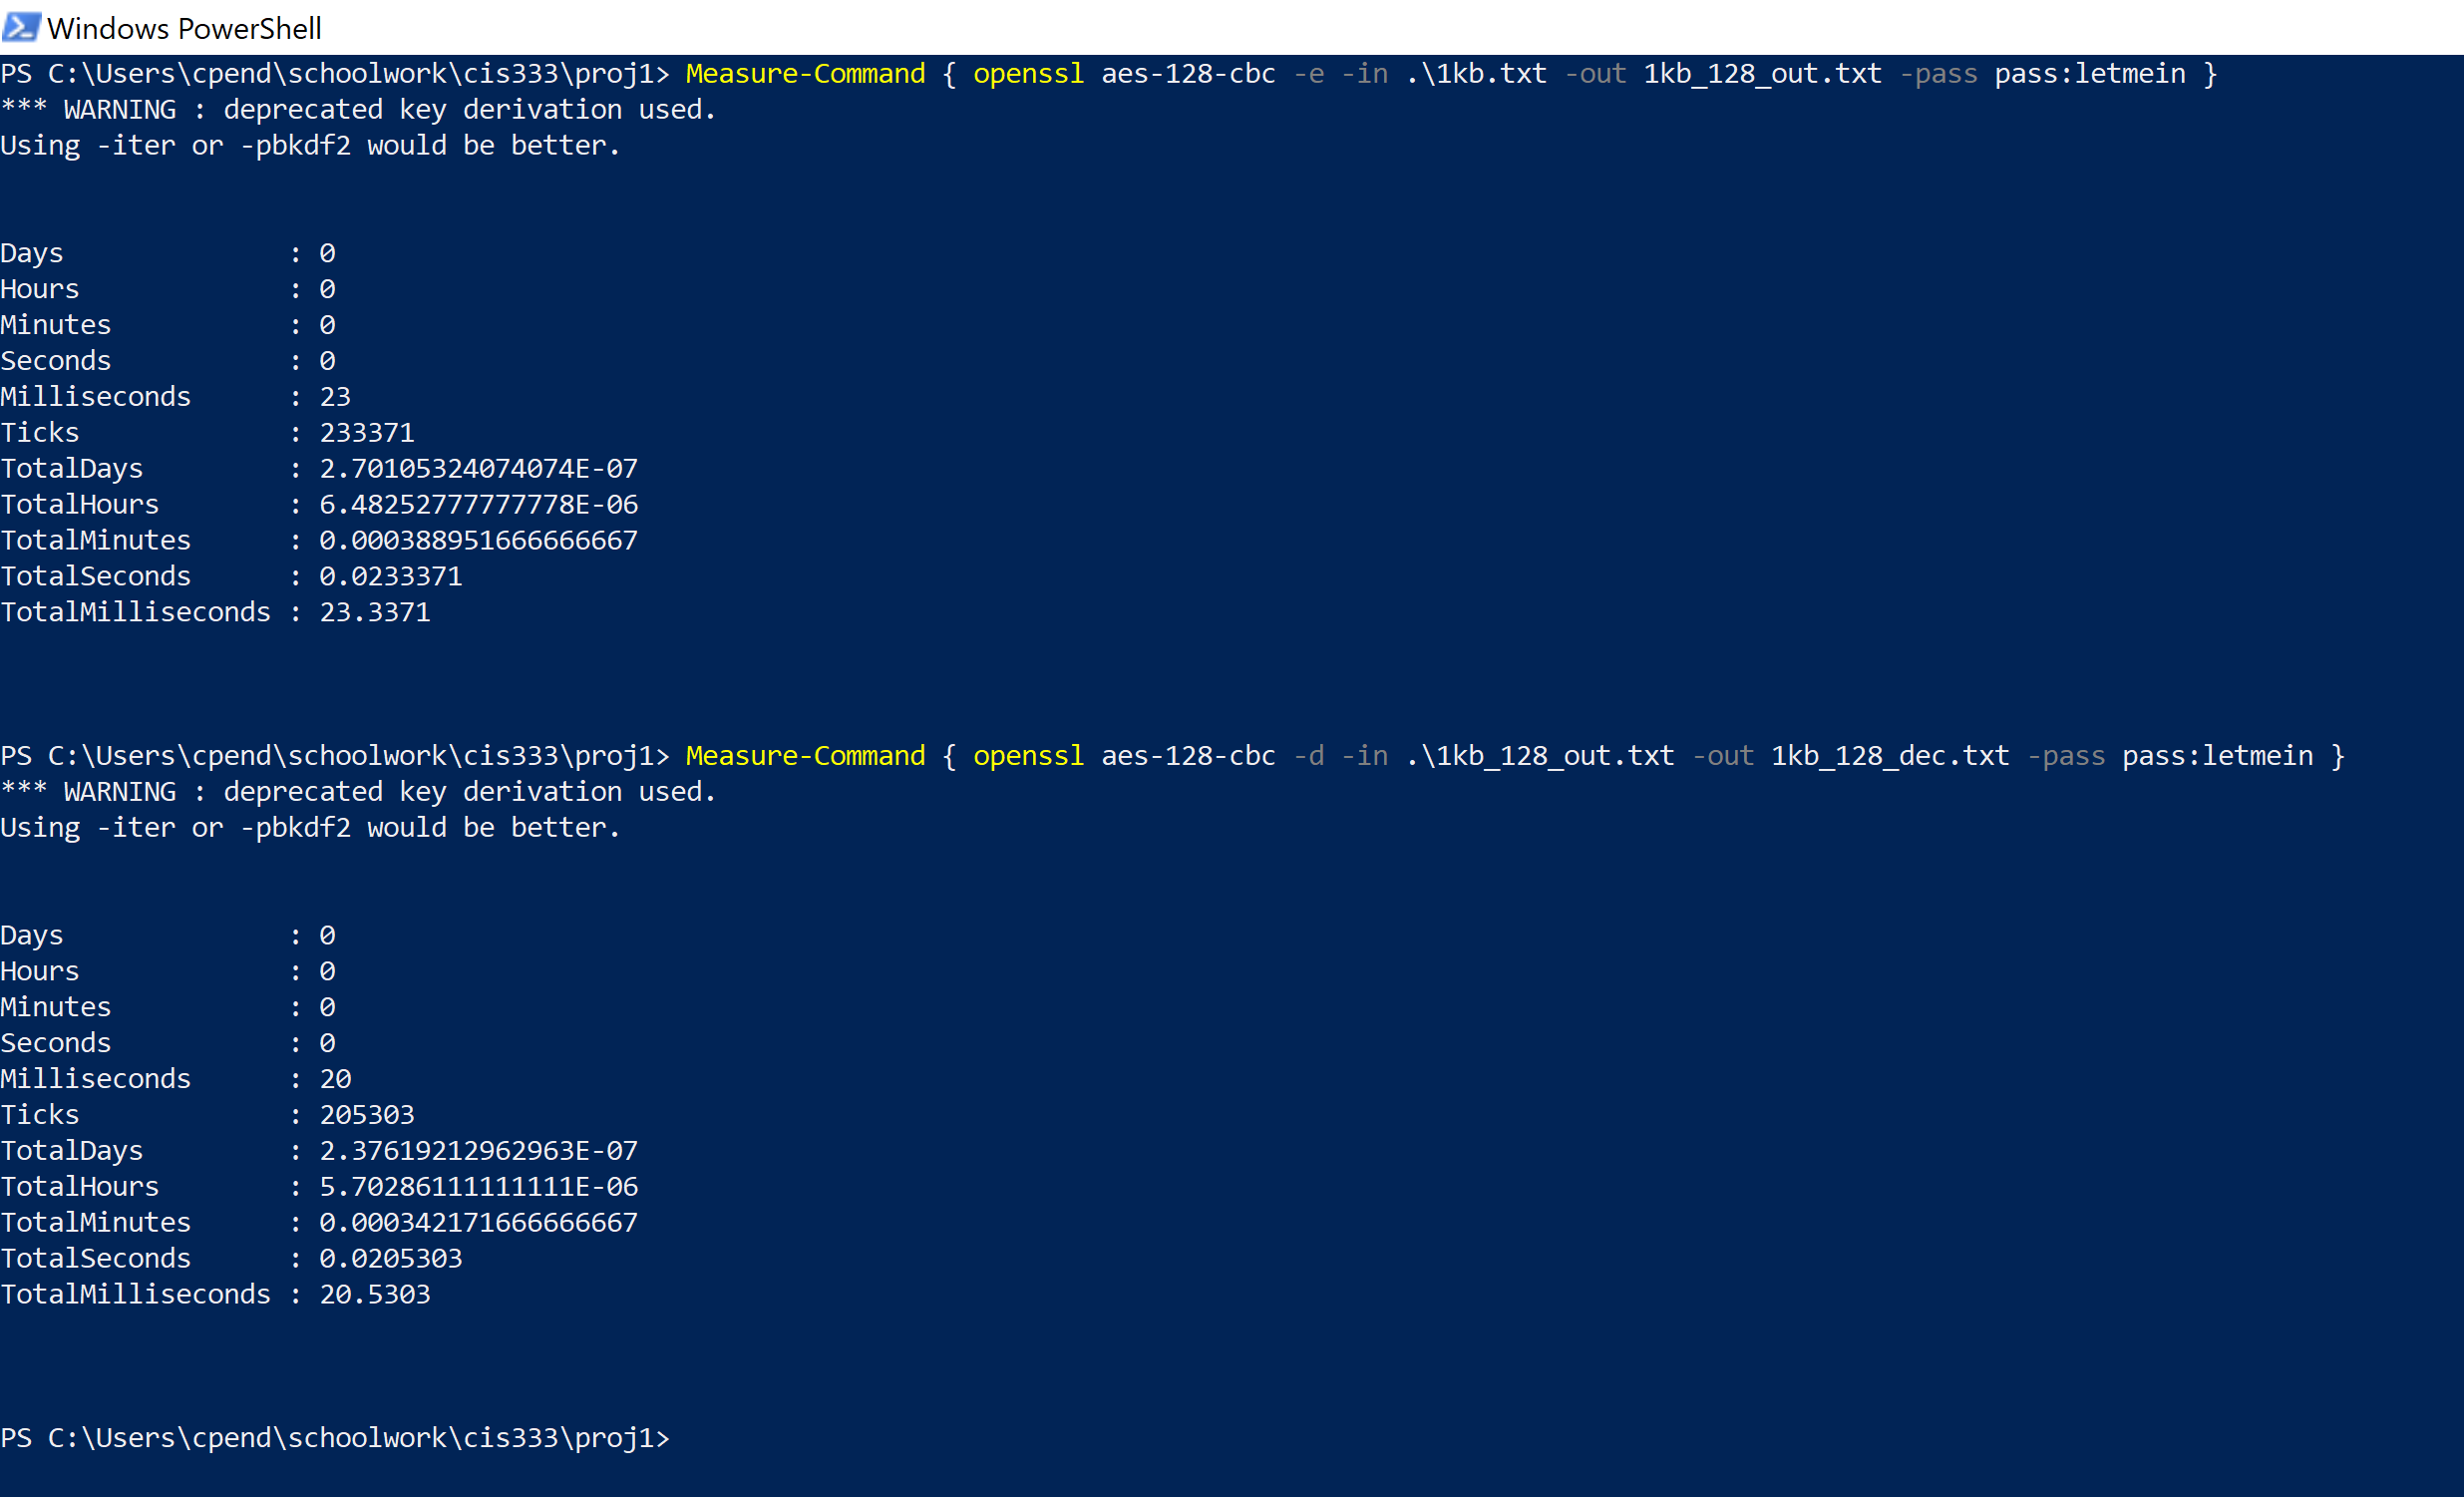 Windows PowerShell
PS C:\Users\cpend\schoolwork\cis333\proj1> Measure-Command { openssl aes-128-cbc -e -in .\1kb.txt -out 1kb_128_out.txt -pass pass:letmein }
*** WARNING : deprecated key derivation used.
Using -iter or -pbkdf2 would be better.
Days              : 0
Hours             : 0
Minutes           : 0
Seconds           : 0
Milliseconds      : 23
Ticks             : 233371
TotalDays         : 2.70105324074074E-07
TotalHours        : 6.48252777777778E-06
TotalMinutes      : 0.000388951666666667
TotalSeconds      : 0.0233371
TotalMilliseconds : 23.3371
PS C:\Users\cpend\schoolwork\cis333\proj1> Measure-Command { openssl aes-128-cbc -d -in .\1kb_128_out.txt -out 1kb_128_dec.txt -pass pass:letmein }
*** WARNING : deprecated key derivation used.
Using -iter or -pbkdf2 would be better.
Days              : 0
Hours             : 0
Minutes           : 0
Seconds           : 0
Milliseconds      : 20
Ticks             : 205303
TotalDays         : 2.37619212962963E-07
TotalHours        : 5.70286111111111E-06
TotalMinutes      : 0.000342171666666667
TotalSeconds      : 0.0205303
TotalMilliseconds : 20.5303
PS C:\Users\cpend\schoolwork\cis333\proj1>